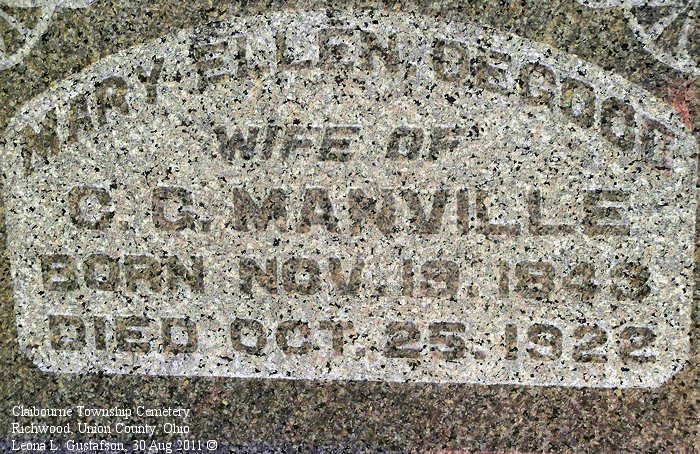 MARY ELLEN DEGOOD
WIFE OF
C. C. MANVILLE
BORN NOV. 19. 1843
DIED OCT. 25. 1922
Claibourne Township Cemetery
Richwood, Union County, Ohio
Leona L. Gustafson, 30 Aug 2011 ©